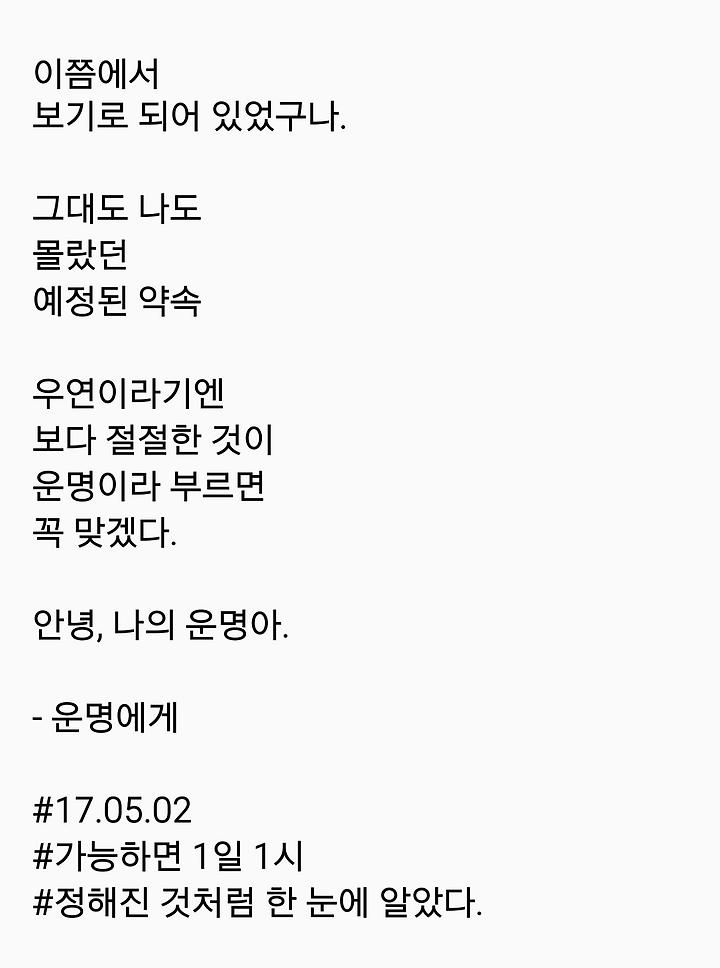 이쯤에서
보기로 되어 있었구나.
그대도 나도
몰랐던
예정된 약속
우연이라기엔
보다 절절한 것이
운명이라 부르면
꼭 맞겠다.
안녕, 나의 운명아.
- 운명에게
#17.05.02
#가능하면 1일 1시
#정해진 것처럼 한 눈에 알았다.